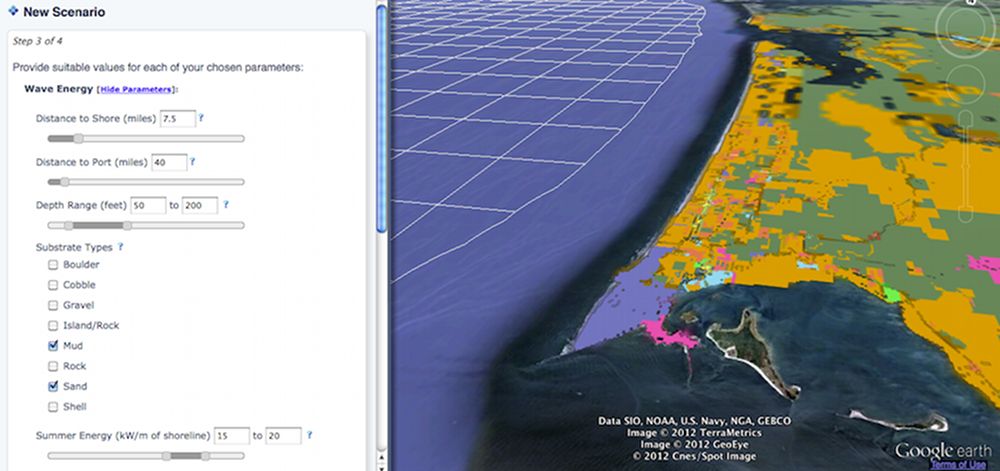 New Scenario
Step 3 of 4
Provide suitable values for each of your chosen parameters:
Wave Energy [Hide Parameters]:
Distance to Shore (miles) 7.5 ?
Distance to Port (miles) 40 ?
Depth Range (feet) 50 to 200 ?
Substrate Types ?
Boulder
Cobble
Gravel
Island/Rock
Mud
Rock
Sand
Shell
Summer Energy (kW/m of shoreline) 15 to 20 ?
Data SIO, NOAA, U.S. Navy, NGA, GEBCO
Image © 2012 TerraMetrics
Image © 2012 GeoEye
© 2012 Cnes/Spot Image
Google earth
Terms of Use